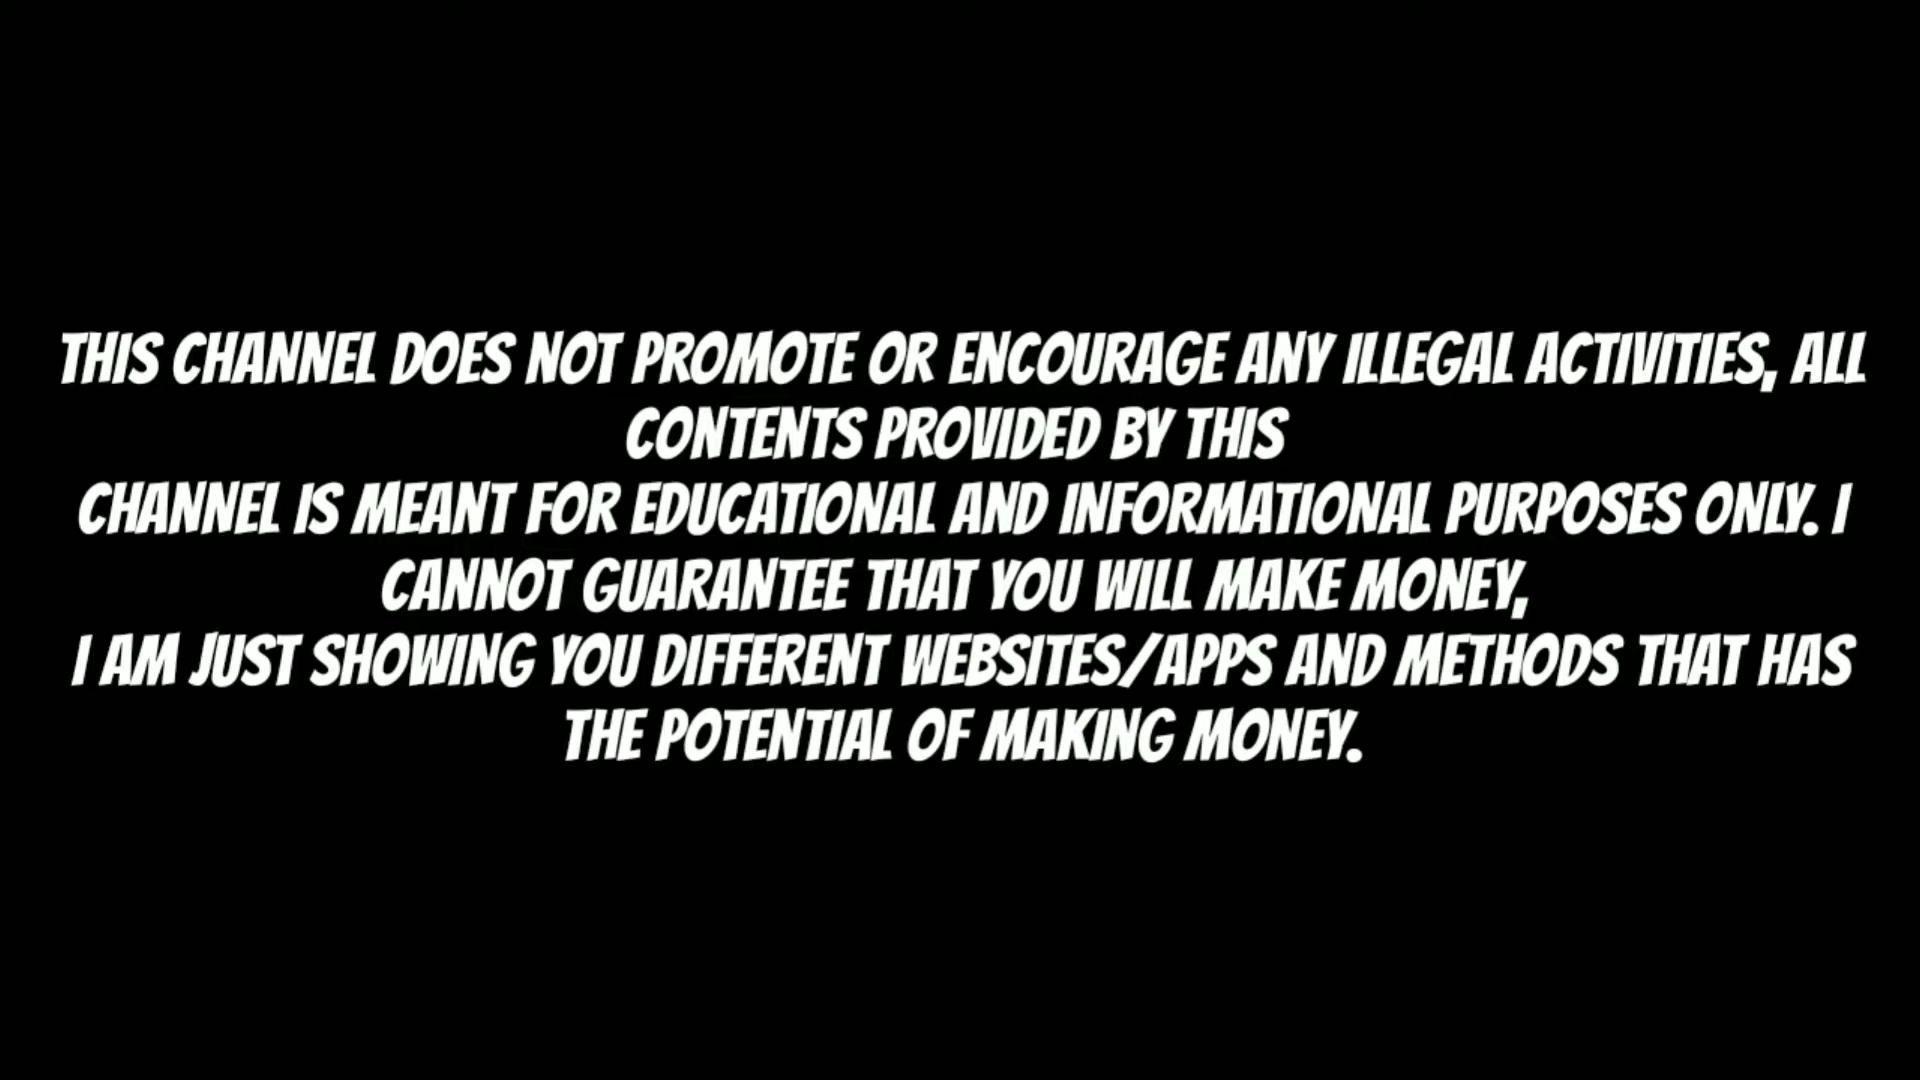 THIS CHANNEL DOES NOT PROMOTE OR ENCOURAGE ANY ILLEGAL ACTIVITIES, ALL
CONTENTS PROVIDED BY THIS
CHANNEL IS MEANT FOR EDUCATIONAL AND INFORMATIONAL PURPOSES ONLY. I
CANNOT GUARANTEE THAT YOU WILL MAKE MONEY,
I AM JUST SHOWING YOU DIFFERENT WEBSITES/APPS AND METHODS THAT HAS
THE POTENTIAL OF MAKING MONEY.